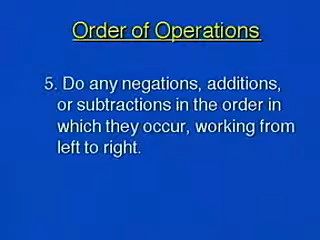 Order of Operations
5. Do any negations, additions,
or subtractions in the order in
which they occur, working from
left to right.